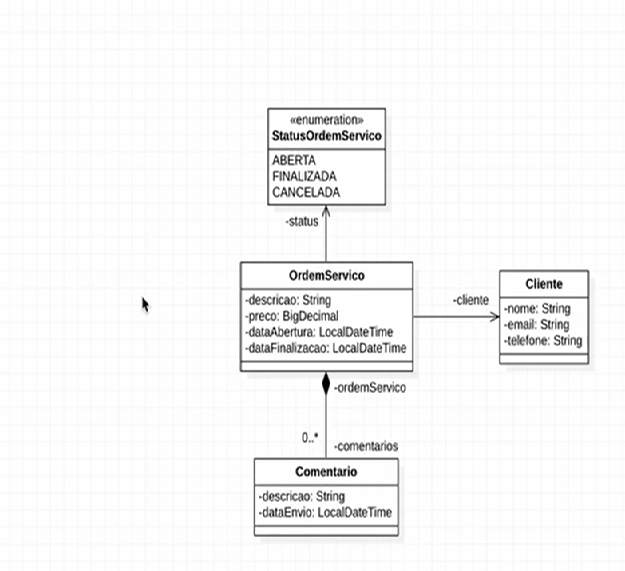 «enumeration»
StatusOrdemServico
ABERTA
FINALIZADA
CANCELADA
-status
OrdemServico
-descricao: String
-preco: BigDecimal
-dataAbertura: LocalDateTime
-dataFinalizacao: LocalDateTime
-cliente
Cliente
-nome: String
-email: String
-telefone: String
-ordemServico
0..*
-comentarios
Comentario
-descricao: String
-dataEnvio: LocalDateTime